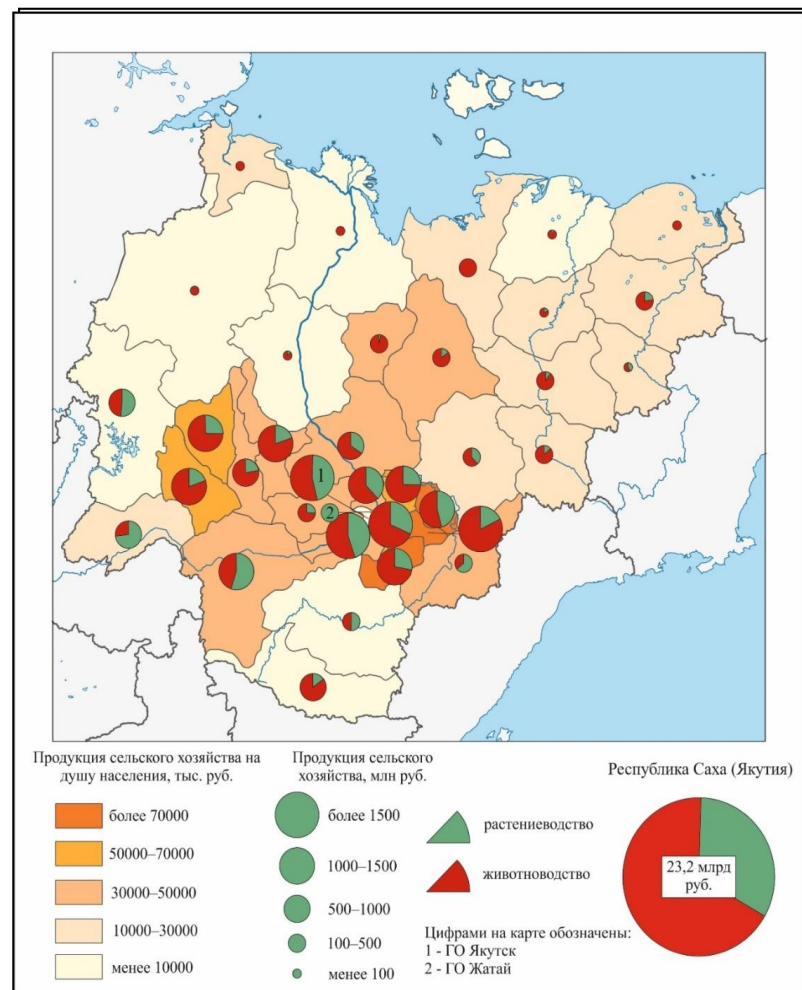 1
2
Продукция сельского хозяйства на
душу населения, тыс. руб.
более 70000
50000–70000
30000–50000
10000–30000
менее 10000
Продукция сельского
хозяйства, млн руб.
более 1500
1000–1500
500–1000
100–500
менее 100
растениеводство
животноводство
Цифрами на карте обозначены:
1 - ГО Якутск
2 - ГО Жатай
Республика Саха (Якутия)
23,2 млрд
руб.